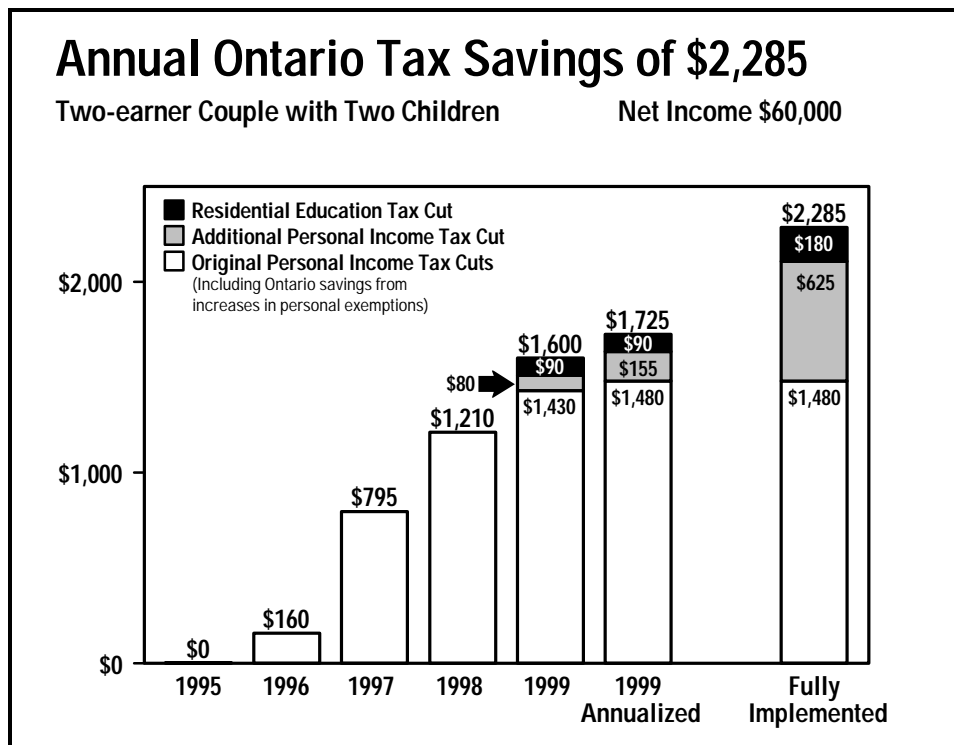 Annual Ontario Tax Savings of $2,285
Two-earner Couple with Two Children Net Income $60,000
Residential Education Tax Cut
Additional Personal Income Tax Cut
Original Personal Income Tax Cuts
(Including Ontario savings from
increases in personal exemptions)
$2,000
$1,000
$0
$0
$160
$795
$1,210
$1,600
$90
$80
$1,430
$1,725
$90
$155
$1,480
$2,285
$180
$625
$1,480
1995
1996
1997
1998
1999
1999
Annualized
Fully
Implemented